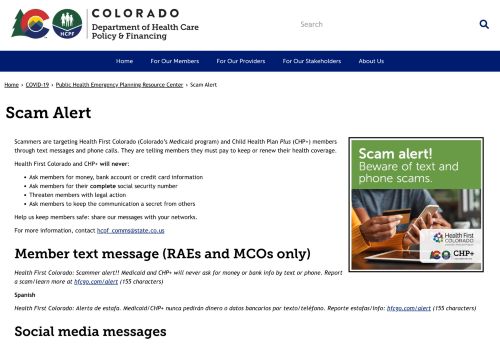 CO
HCPF
COLORADO
Department of Health Care
Policy & Financing
Search
Home
For Our Members
For Our Providers
For Our Stakeholders
About Us
Home › COVID-19 › Public Health Emergency Planning Resource Center › Scam Alert
Scam Alert
Scammers are targeting Health First Colorado (Colorado’s Medicaid program) and Child Health Plan Plus (CHP+) members
through text messages and phone calls. They are telling members they must pay to keep or renew their health coverage.
Health First Colorado and CHP+ will never:
• Ask members for money, bank account or credit card information
• Ask members for their complete social security number
• Threaten members with legal action
• Ask members to keep the communication a secret from others
Help us keep members safe: share our messages with your networks.
For more information, contact hcpf_comms@state.co.us
Scam alert!
Beware of text and
phone scams.
Health First
COLORADO
CHP+
Member text message (RAEs and MCOs only)
Health First Colorado: Scammer alert!! Medicaid and CHP+ will never ask for money or bank info by text or phone. Report
a scam/learn more at hfcgo.com/alert (155 characters)
Spanish
Health First Colorado: Alerta de estafa. Medicaid/CHP+ nunca pedirán dinero o datos bancarios por texto/teléfono. Reporte estafas/info: hfcgo.com/alert (155 characters)
Social media messages